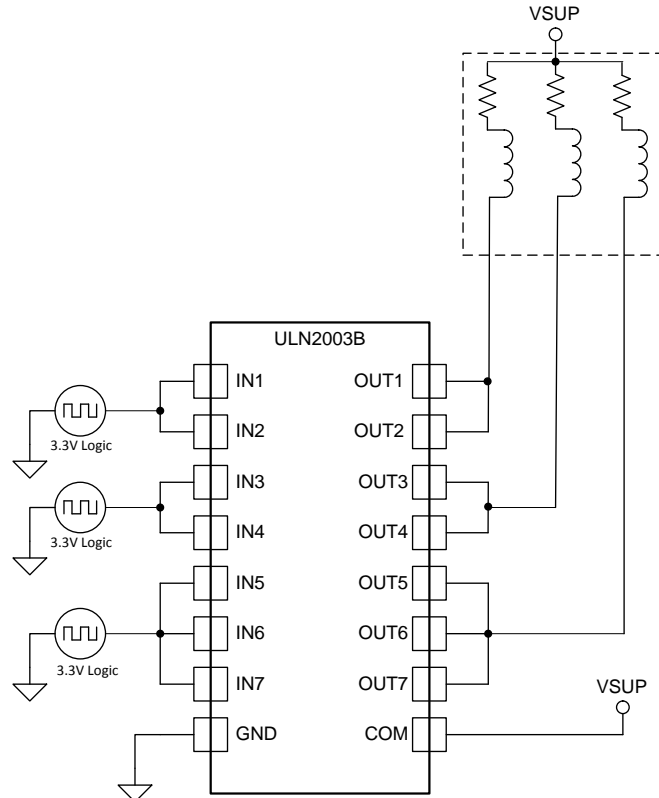 VSUP
ULN2003B
IN1
OUT1
IN2
OUT2
3.3V Logic
IN3
OUT3
IN4
OUT4
3.3V Logic
IN5
OUT5
IN6
OUT6
3.3V Logic
IN7
OUT7
VSUP
GND
COM